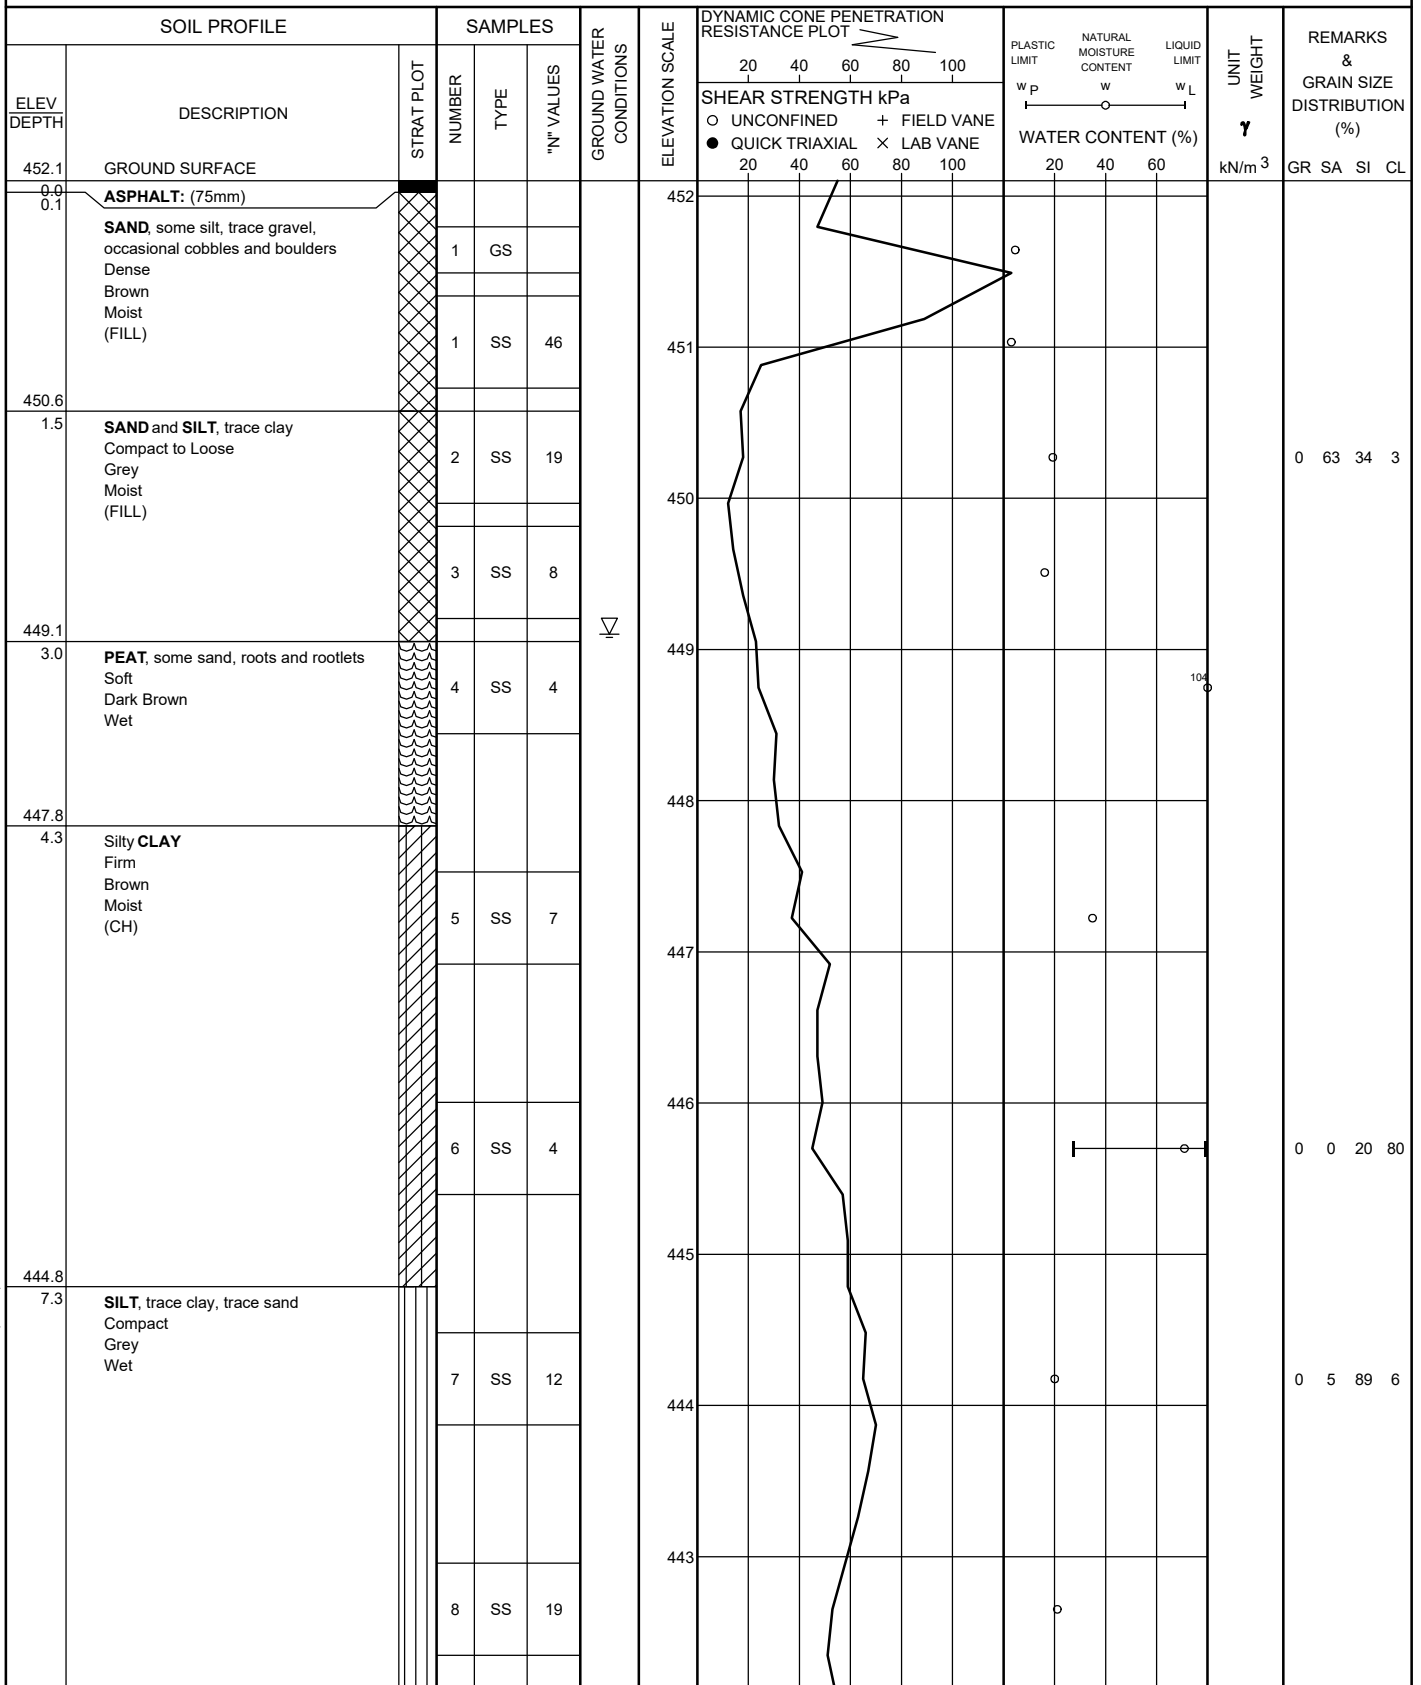 SOIL PROFILE
SAMPLES
GROUND WATER CONDITIONS
ELEVATION SCALE
DYNAMIC CONE PENETRATION
RESISTANCE PLOT
20 40 60 80 100
SHEAR STRENGTH kPa
○ UNCONFINED + FIELD VANE
● QUICK TRIAXIAL × LAB VANE
20 40 60 80 100
PLASTIC LIMIT
NATURAL MOISTURE CONTENT
LIQUID LIMIT
w P w w L
WATER CONTENT (%)
20 40 60
UNIT WEIGHT
γ
kN/m 3
REMARKS
&
GRAIN SIZE
DISTRIBUTION
(%)
GR SA SI CL
ELEV
DEPTH
DESCRIPTION
STRAT PLOT
NUMBER
TYPE
"N" VALUES
452.1 GROUND SURFACE
0.0
0.1
ASPHALT: (75mm)
452
SAND, some silt, trace gravel,
occasional cobbles and boulders
Dense
Brown
Moist
(FILL)
1 GS
1 SS 46
451
450.6
1.5
SAND and SILT, trace clay
Compact to Loose
Grey
Moist
(FILL)
2 SS 19
0 63 34 3
450
3 SS 8
449.1
3.0
449
PEAT, some sand, roots and rootlets
Soft
Dark Brown
Wet
4 SS 4
104
448
447.8
4.3
Silty CLAY
Firm
Brown
Moist
(CH)
5 SS 7
447
446
6 SS 4
0 0 20 80
445
444.8
7.3
SILT, trace clay, trace sand
Compact
Grey
Wet
7 SS 12
0 5 89 6
444
443
8 SS 19